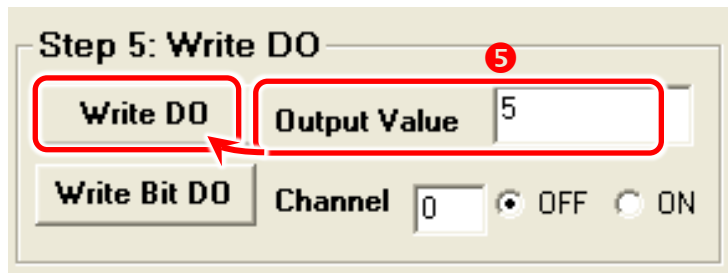 Step 5: Write DO
5
Write DO Output Value 5
Write Bit DO Channel 0 OFF ON